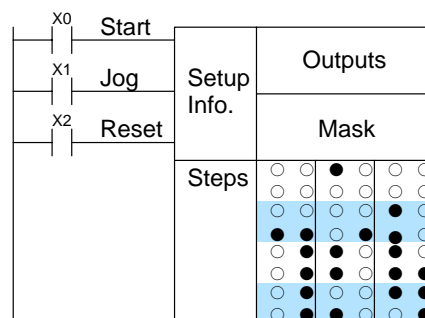 X0
Start
Outputs
X1
Jog
Setup
Info.
X2
Reset
Mask
Steps